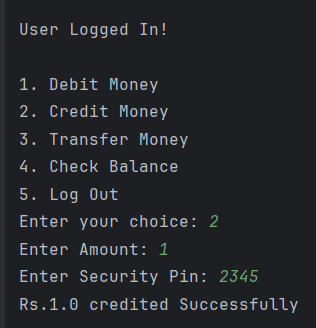 User Logged In!
1. Debit Money
2. Credit Money
3. Transfer Money
4. Check Balance
5. Log Out
Enter your choice: 2
Enter Amount: 1
Enter Security Pin: 2345
Rs.1.0 credited Successfully